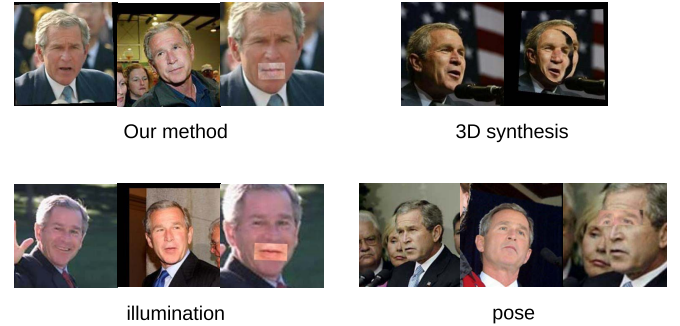 Our method
3D synthesis
illumination
pose